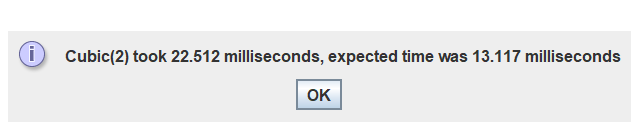 Cubic(2) took 22.512 milliseconds, expected time was 13.117 milliseconds
OK